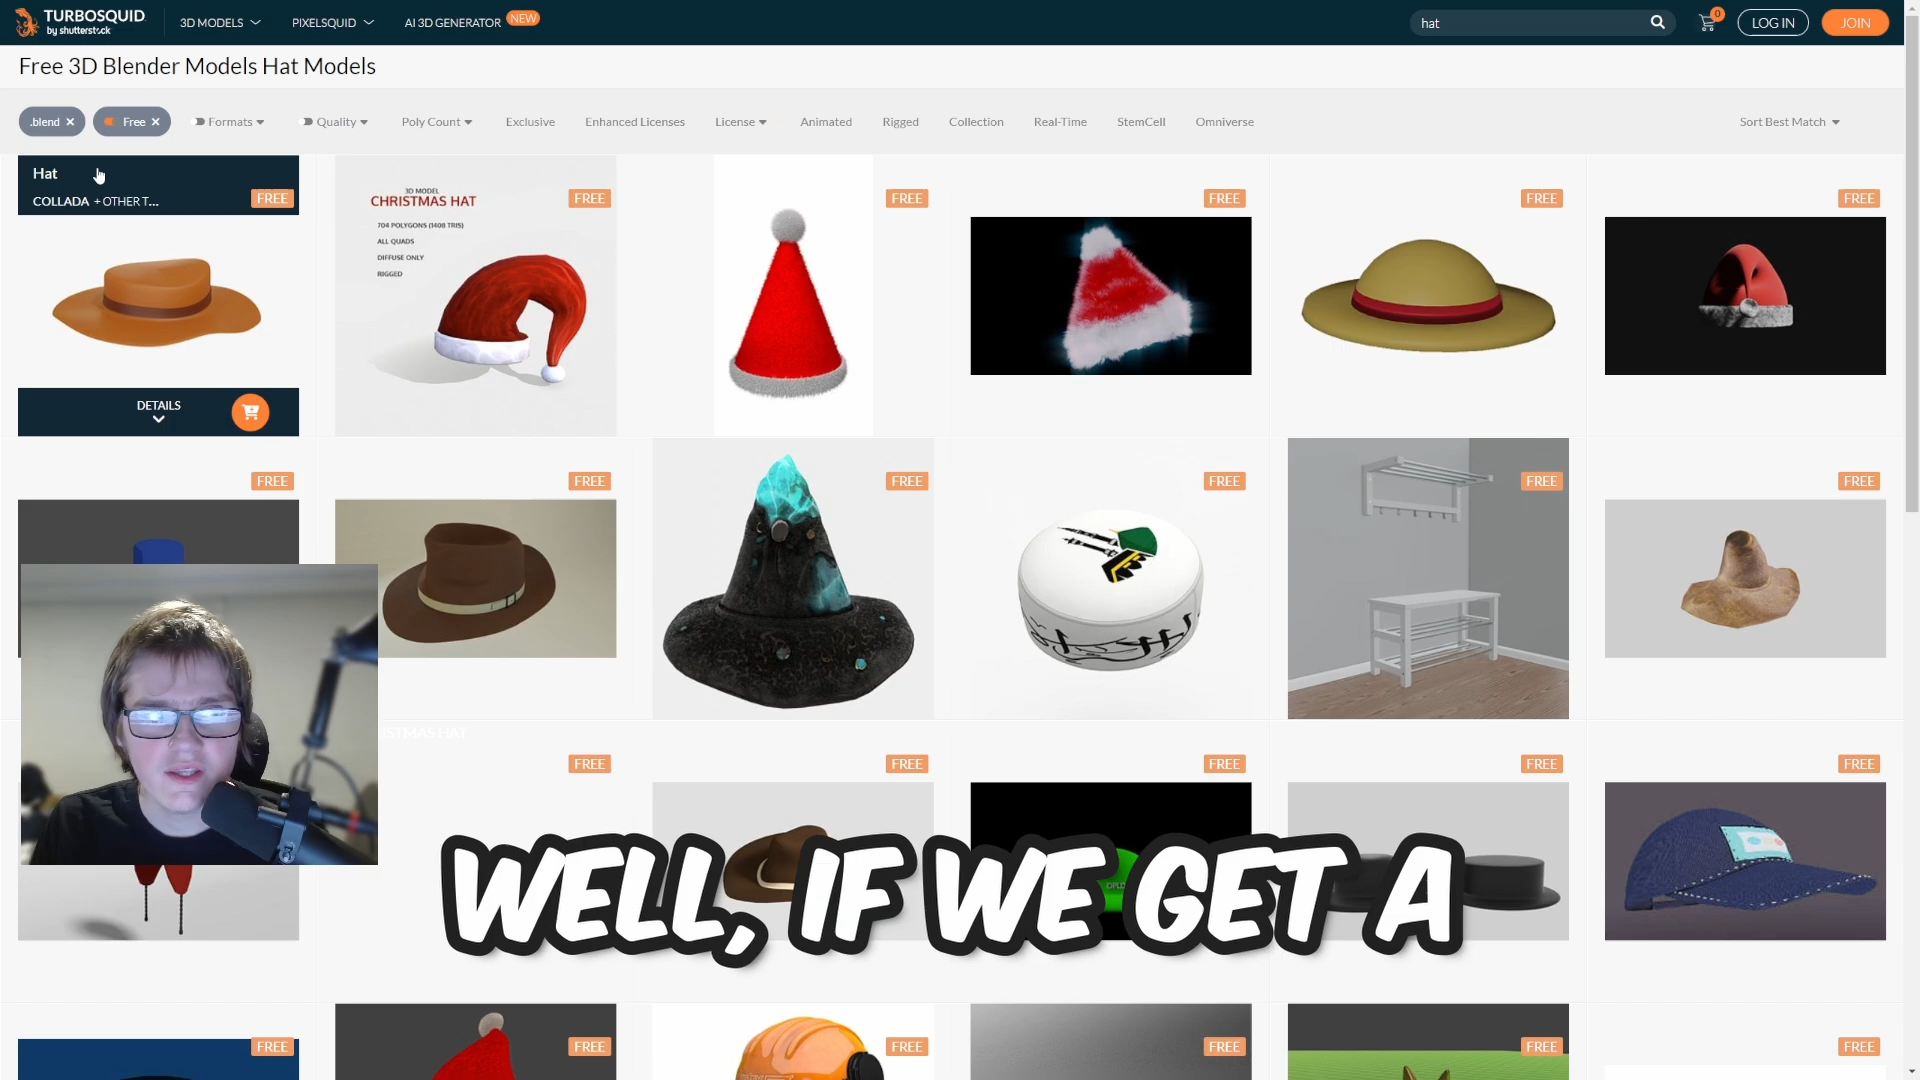 TURBOSQUID
by shutterstock
3D MODELS
PIXELSQUID
AI 3D GENERATOR
NEW
hat
0
LOG IN
JOIN
Free 3D Blender Models Hat Models
.blend
Free
Formats
Quality
Poly Count
Exclusive
Enhanced Licenses
License
Animated
Rigged
Collection
Real-Time
StemCell
Omniverse
Sort Best Match
Hat
COLLADA + OTHER T...
FREE
DETAILS
3D MODEL
CHRISTMAS HAT
704 POLYGONS (1408 TRIS)
ALL QUADS
DIFFUSE ONLY
RIGGED
FREE
FREE
FREE
FREE
FREE
FREE
FREE
FREE
FREE
FREE
FREE
STMAS HAT
FREE
FREE
FREE
FREE
FREE
WELL, IF WE GET A
FREE
FREE
FREE
FREE
FREE
FREE